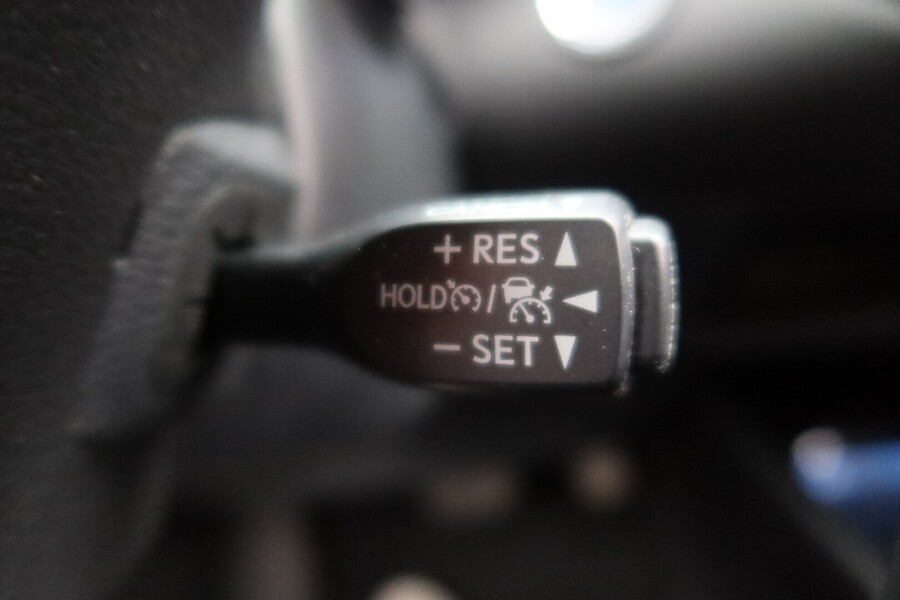 + RES ▲
HOLD / ◀
− SET ▼